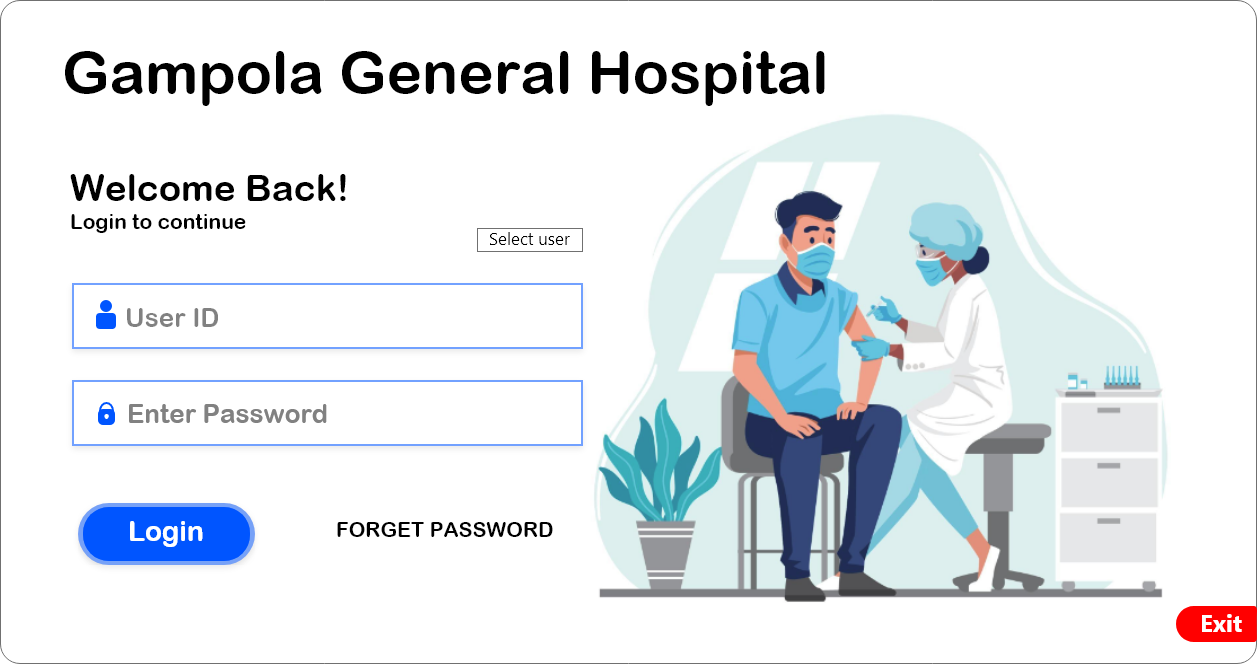 Gampola General Hospital
Welcome Back!
Login to continue
Select user
User ID
Enter Password
Login
FORGET PASSWORD
Exit